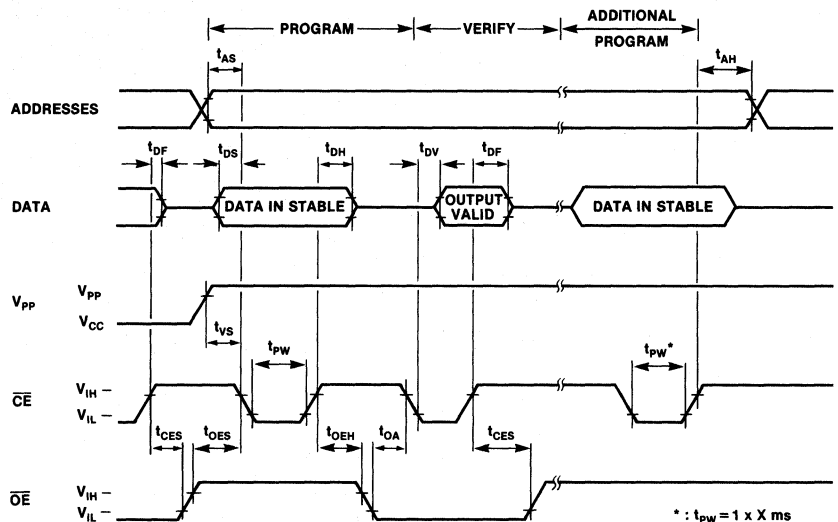 PROGRAM
VERIFY
ADDITIONAL
PROGRAM
tAS
tAH
ADDRESSES
tDF
tDS
tDH
tDV
tDF
DATA
DATA IN STABLE
OUTPUT
VALID
DATA IN STABLE
VPP
VPP
VCC
tVS
tPW
tPW*
CE
VIH
VIL
tCES
tOES
tOEH
tOA
tCES
OE
VIH
VIL
* : tPW = 1 x X ms